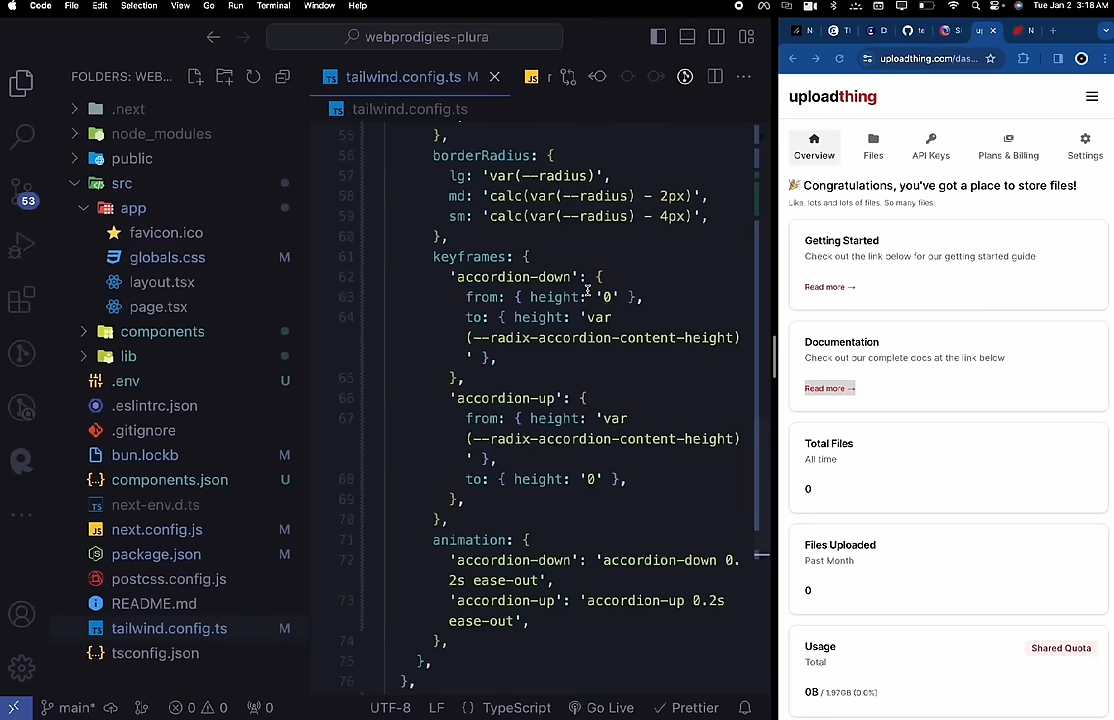 Code File Edit Selection View Go Run Terminal Window Help
Tue Jan 2 3:18 AM
webprodigies-plura
FOLDERS: WEB...
tailwind.config.ts M
tailwind.config.ts
.next
node_modules
public
src
app
favicon.ico
globals.css M
layout.tsx
page.tsx
components
lib
.env U
.eslintrc.json
.gitignore
bun.lockb M
components.json U
next-env.d.ts
next.config.js M
package.json M
postcss.config.js
README.md
tailwind.config.ts M
tsconfig.json
53
55 },
56 borderRadius: {
57 lg: 'var(--radius)',
58 md: 'calc(var(--radius) - 2px)',
59 sm: 'calc(var(--radius) - 4px)',
60 },
61 keyframes: {
62 'accordion-down': {
63 from: { height: '0' },
64 to: { height: 'var
(--radix-accordion-content-height)
' },
65 },
66 'accordion-up': {
67 from: { height: 'var
(--radix-accordion-content-height)
' },
68 to: { height: '0' },
69 },
70 },
71 animation: {
72 'accordion-down': 'accordion-down 0.
2s ease-out',
73 'accordion-up': 'accordion-up 0.2s
ease-out',
74 },
75 },
76 },
main* 0 0 0 UTF-8 LF {} TypeScript Go Live Prettier
uploadthing.com/das...
uploadthing
Overview Files API Keys Plans & Billing Settings
🎉 Congratulations, you've got a place to store files!
Like, lots and lots of files. So many files!
Getting Started
Check out the link below for our getting started guide
Read more →
Documentation
Check out our complete docs at the link below
Read more →
Total Files
All time
0
Files Uploaded
Past Month
0
Usage Shared Quota
Total
0B / 1.97GB (0.0%)